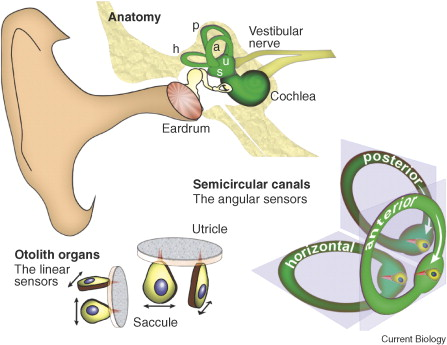 Anatomy
p
Vestibular
nerve
h
a
u
s
Cochlea
Eardrum
Semicircular canals
The angular sensors
posterior
anterior
horizontal
Utricle
Otolith organs
The linear
sensors
Saccule
Current Biology